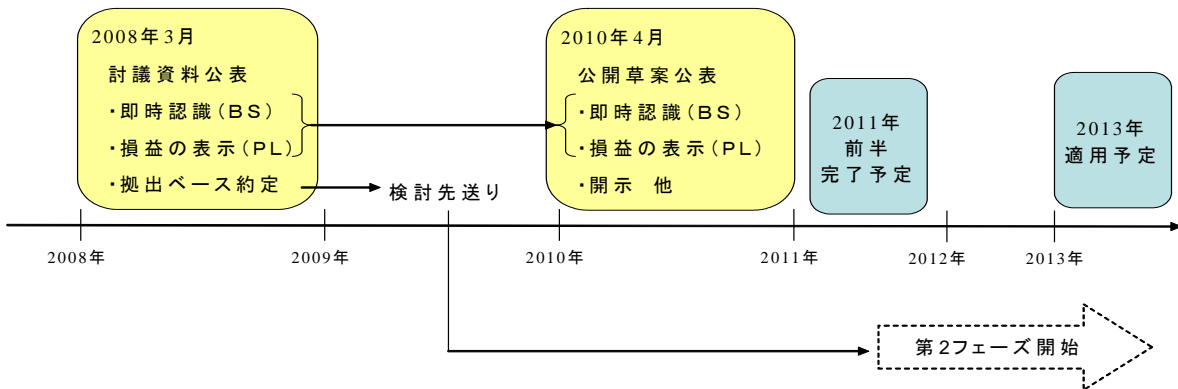 2008年3月
討議資料公表
・即時認識(BS)
・損益の表示(PL)
・拠出ベース約定
検討先送り
2010年4月
公開草案公表
・即時認識(BS)
・損益の表示(PL)
・開示 他
2011年
前半
完了予定
2013年
適用予定
2008年
2009年
2010年
2011年
2012年
2013年
第2フェーズ開始